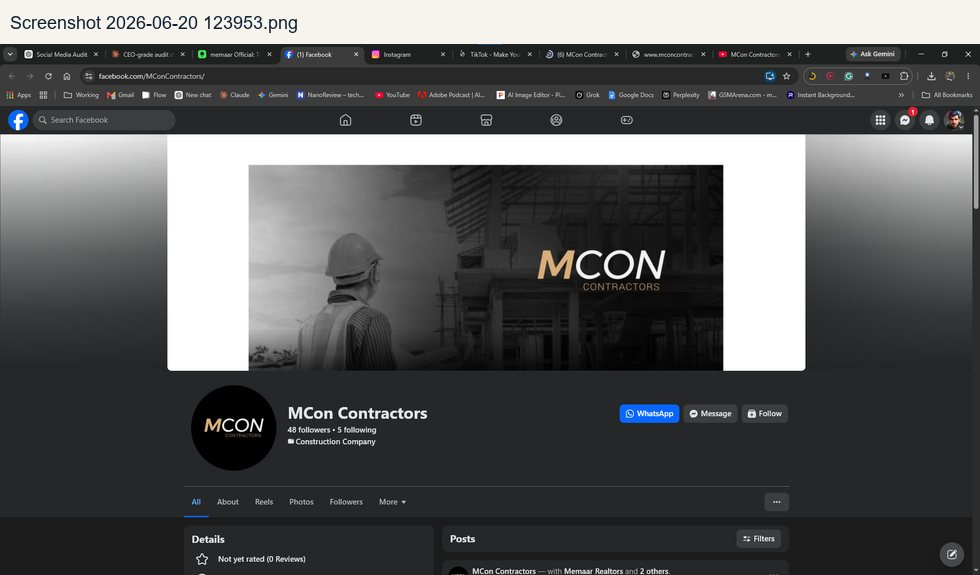 Screenshot 2026-06-20 123953.png
Social Media Audit
CEO-grade audit d
memaar Official: T
(1) Facebook
Instagram
TikTok - Make You
(6) MCon Contrac
www.mconcontrac
MCon Contractors
Ask Gemini
facebook.com/MConContractors/
Apps
Working
Gmail
Flow
New chat
Claude
Gemini
NanoReview – tech...
YouTube
Adobe Podcast | AI...
AI Image Editor - Pi...
Grok
Google Docs
Perplexity
GSMArena.com - m...
Instant Background...
All Bookmarks
Search Facebook
1
MCON
CONTRACTORS
MCON
CONTRACTORS
MCon Contractors
48 followers • 5 following
Construction Company
WhatsApp
Message
Follow
All
About
Reels
Photos
Followers
More
Details
Not yet rated (0 Reviews)
Posts
Filters
MCon Contractors — with Memaar Realtors and 2 others.